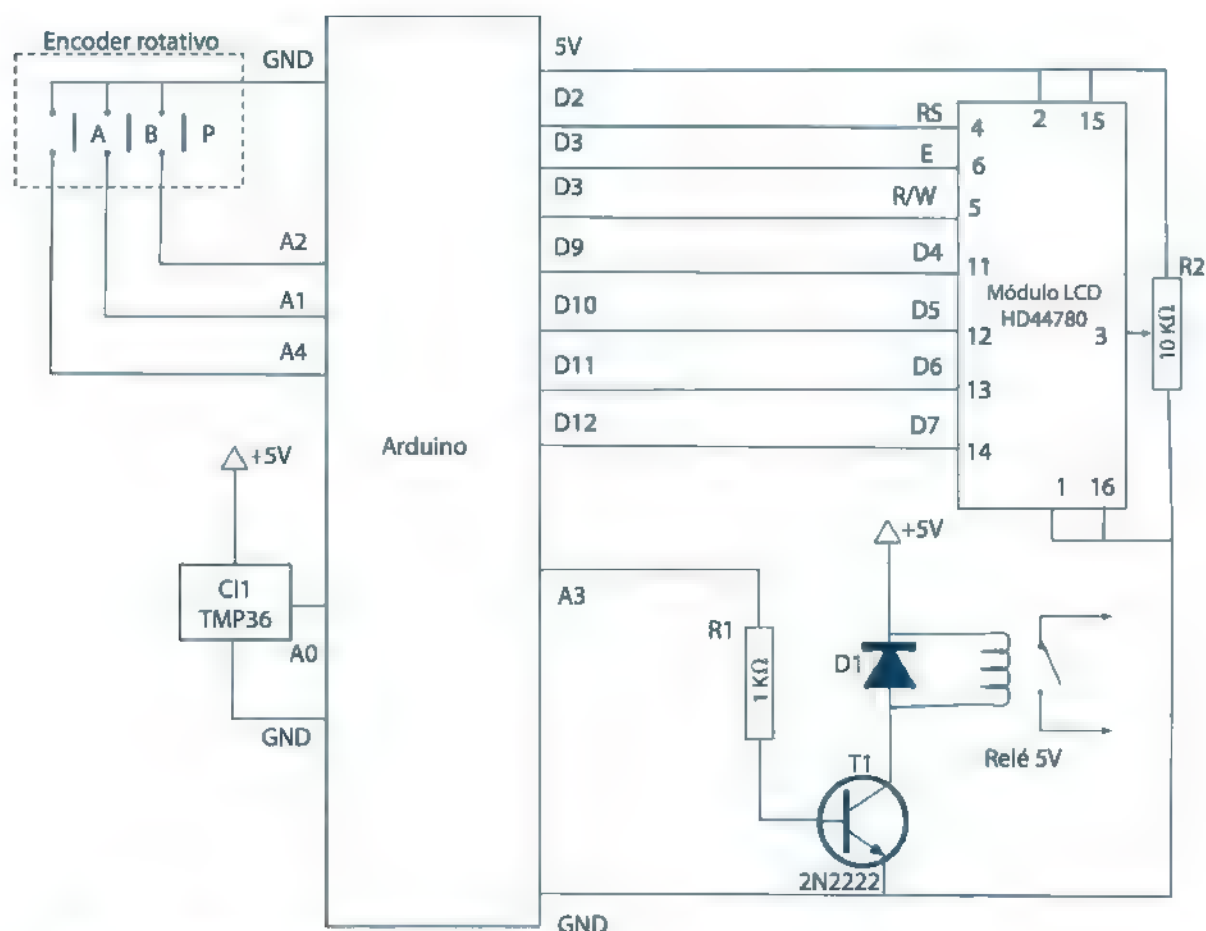 Encoder rotativo
GND
A
B
P
A2
A1
A4
+5V
CI1
TMP36
A0
GND
Arduino
5V
D2
D3
D3
D9
D10
D11
D12
A3
GND
RS
E
R/W
D4
D5
D6
D7
4
6
5
11
12
13
14
2
15
Módulo LCD
HD44780
3
1
16
R2
10 KΩ
+5V
R1
1 KΩ
D1
T1
2N2222
Relé 5V